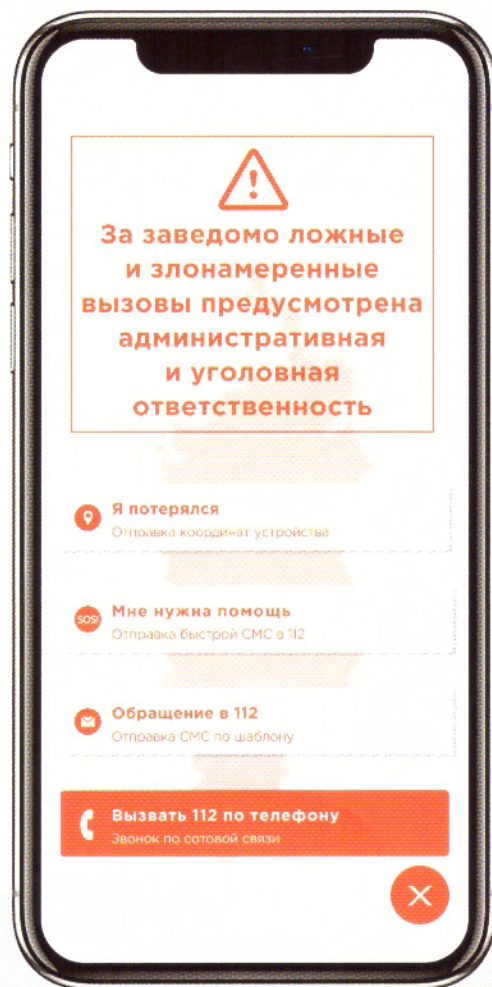 За заведомо ложные
и злонамеренные
вызовы предусмотрена
административная
и уголовная
ответственность
Я потерялся
Отправка координат устройства
SOS!
Мне нужна помощь
Отправка быстрой СМС в 112
Обращение в 112
Отправка СМС по шаблону
Вызвать 112 по телефону
Звонок по сотовой связи